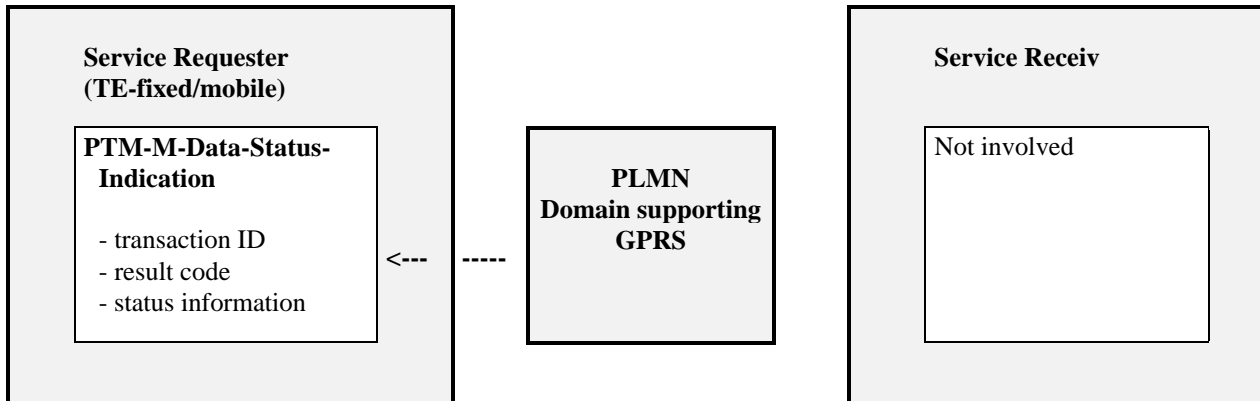 Service Requester
(TE-fixed/mobile)
PTM-M-Data-Status-
Indication
- transaction ID
- result code
- status information
<--- -----
PLMN
Domain supporting
GPRS
Service Receiv
Not involved